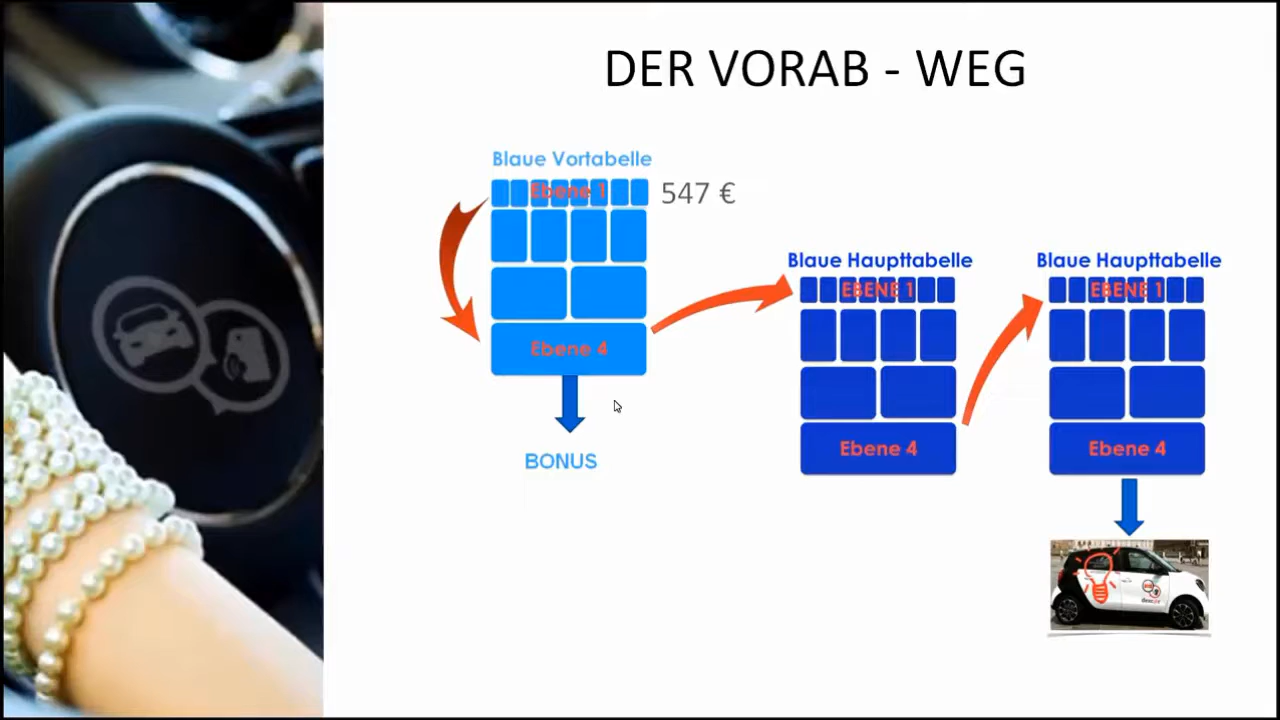 DER VORAB - WEG
Blaue Vortabelle
Ebene 1
547 €
Ebene 4
BONUS
Blaue Haupttabelle
EBENE 1
Ebene 4
Blaue Haupttabelle
EBENE 1
Ebene 4